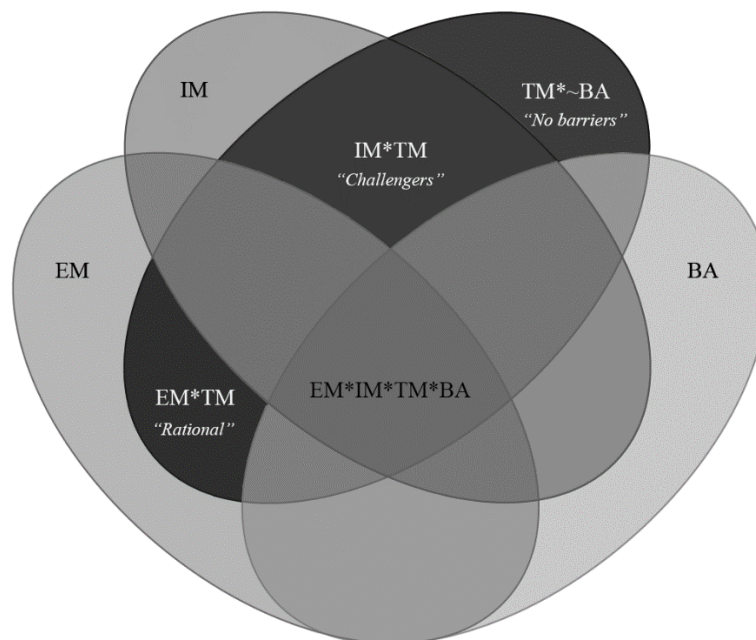 IM
TM*~BA
“No barriers”
IM*TM
“Challengers”
EM
BA
EM*TM
“Rational”
EM*IM*TM*BA